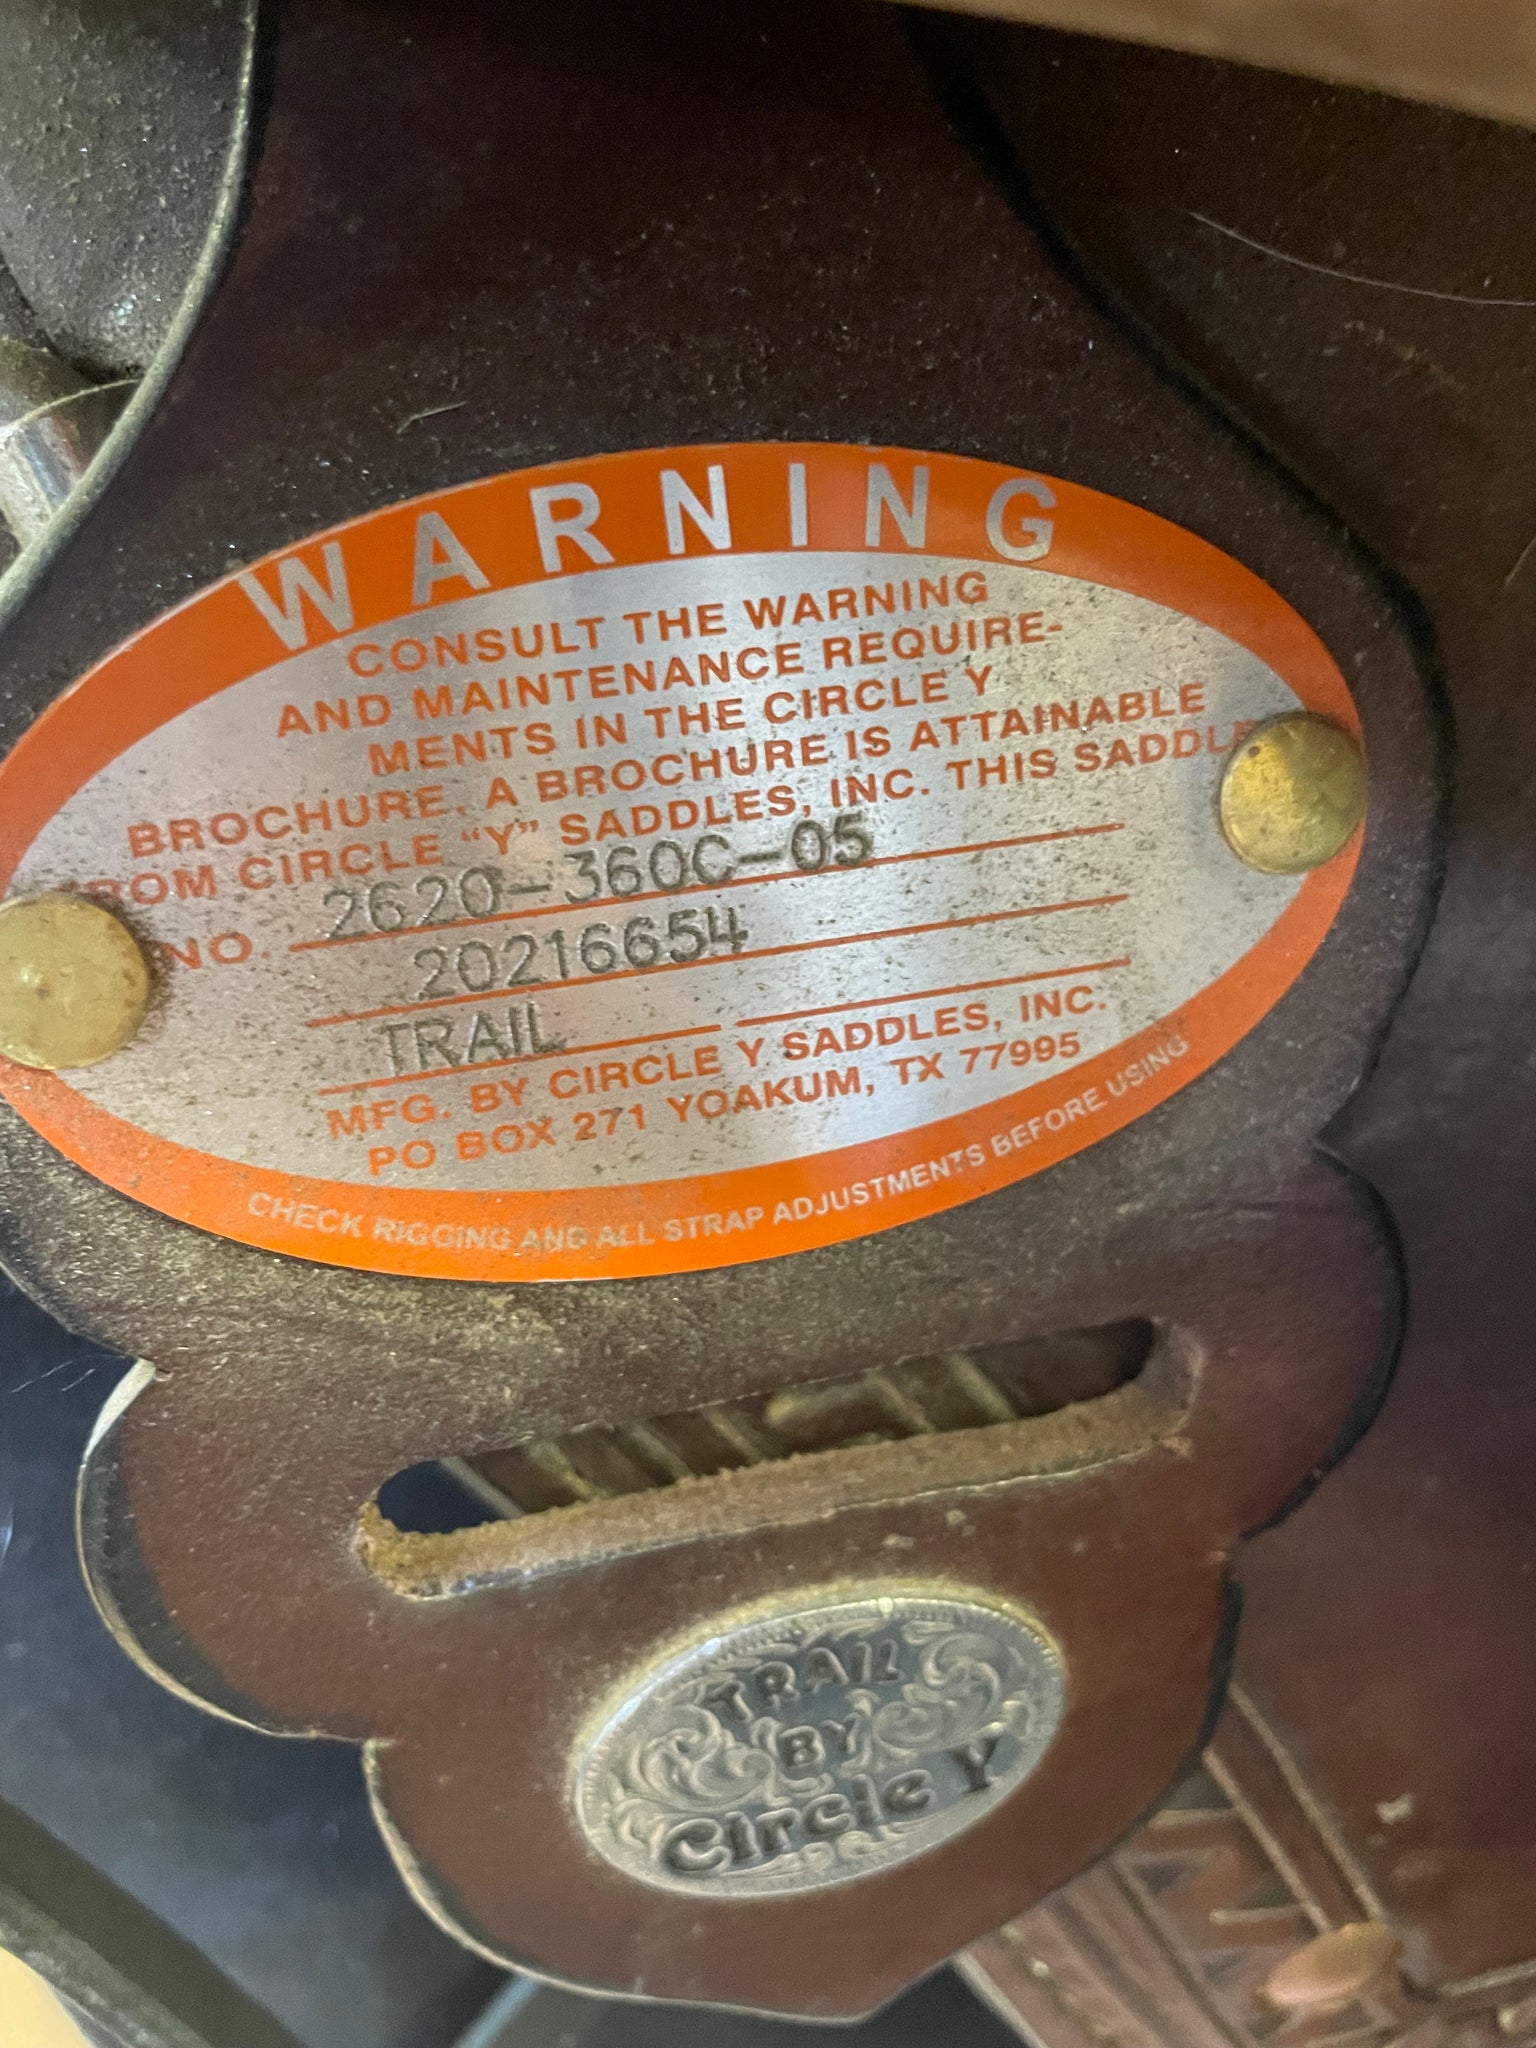 WARNING
CONSULT THE WARNING
AND MAINTENANCE REQUIRE-
MENTS IN THE CIRCLE Y
BROCHURE. A BROCHURE IS ATTAINABLE
FROM CIRCLE "Y" SADDLES, INC. THIS SADDLE
NO. 2620-360C-05
20216654
TRAIL
MFG. BY CIRCLE Y SADDLES, INC.
PO BOX 271 YOAKUM, TX 77995
CHECK RIGGING AND ALL STRAP ADJUSTMENTS BEFORE USING
TRAIL
BY
Circle Y